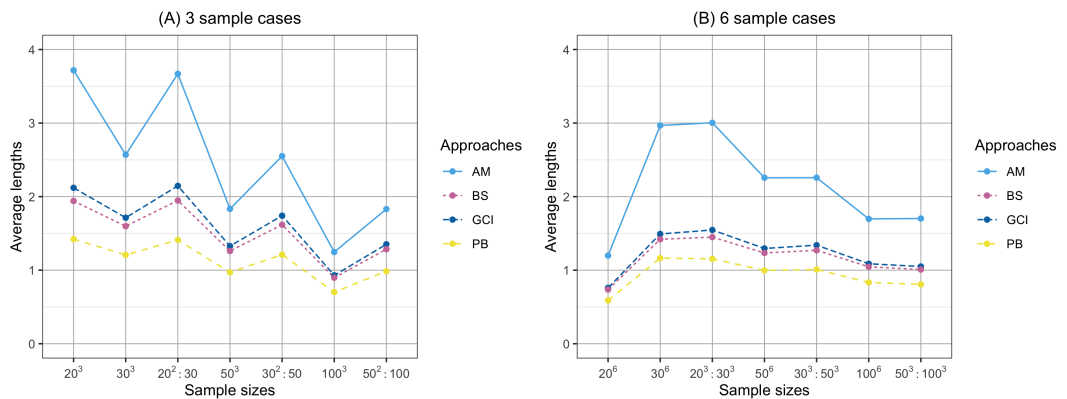 (A) 3 sample cases
Average lengths
4
3
2
1
0
20³
30³
20² : 30
50³
30² : 50
100³
50² : 100
Sample sizes
Approaches
AM
BS
GCI
PB
(B) 6 sample cases
Average lengths
4
3
2
1
0
20⁶
30⁶
20³ : 30³
50⁶
30³ : 50³
100⁶
50³ : 100³
Sample sizes
Approaches
AM
BS
GCI
PB